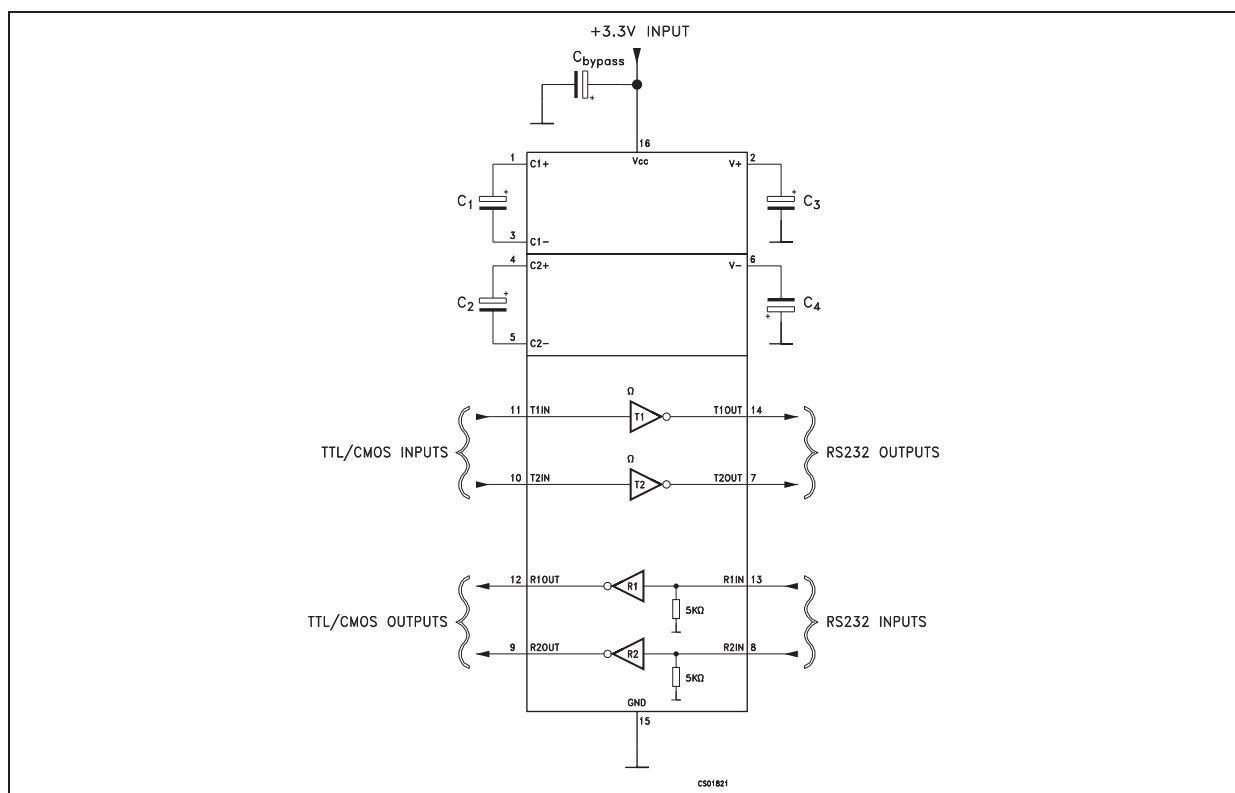 +3.3V INPUT
Cbypass
+
16
1 C1+ Vcc V+ 2
C1 + + C3
3 C1-
4 C2+ V- 6
C2 + + C4
5 C2-
Ω
11 T1IN T1 T1OUT 14
TTL/CMOS INPUTS RS232 OUTPUTS
Ω
10 T2IN T2 T2OUT 7
12 R1OUT R1 R1IN 13
5KΩ
TTL/CMOS OUTPUTS RS232 INPUTS
9 R2OUT R2 R2IN 8
5KΩ
GND
15
CS01821